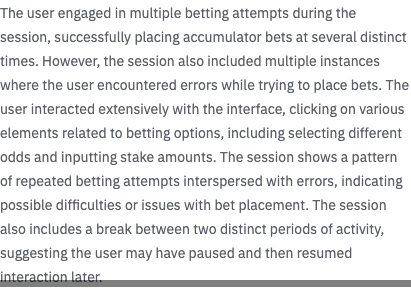 The user engaged in multiple betting attempts during the
session, successfully placing accumulator bets at several distinct
times. However, the session also included multiple instances
where the user encountered errors while trying to place bets. The
user interacted extensively with the interface, clicking on various
elements related to betting options, including selecting different
odds and inputting stake amounts. The session shows a pattern
of repeated betting attempts interspersed with errors, indicating
possible difficulties or issues with bet placement. The session
also includes a break between two distinct periods of activity,
suggesting the user may have paused and then resumed
interaction later.